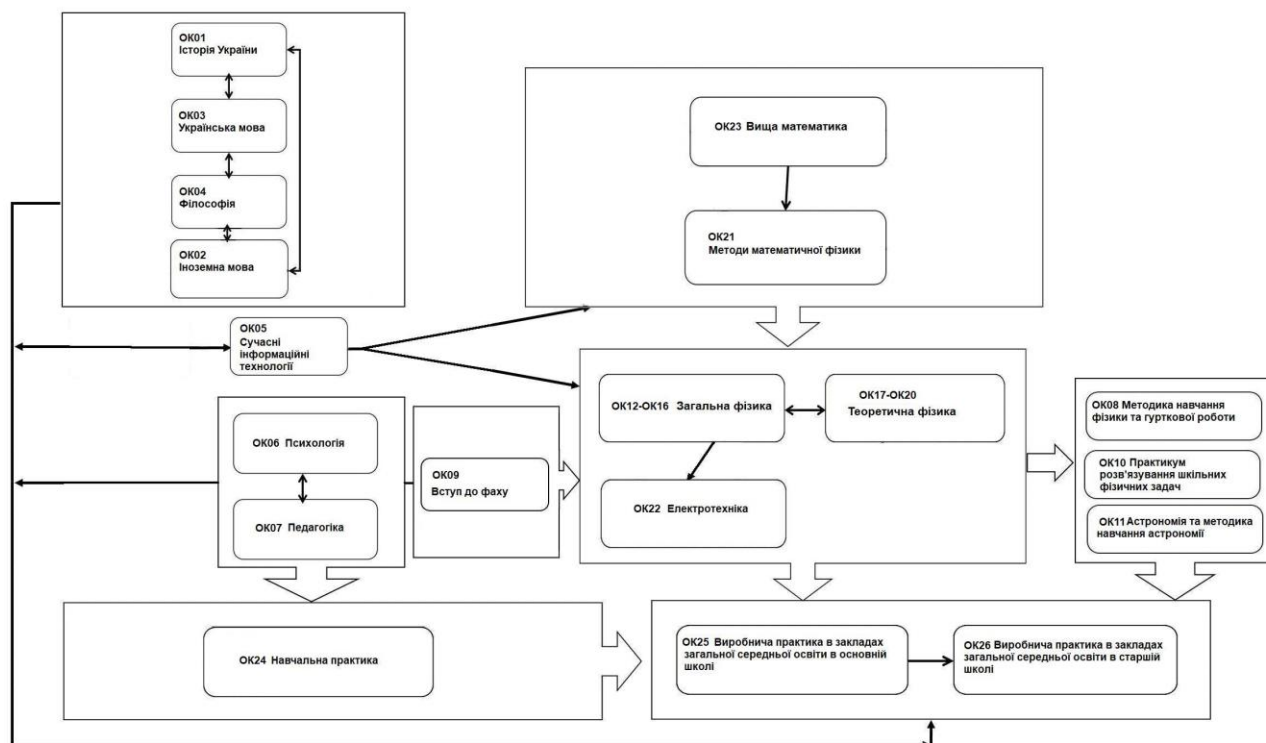 ОК01
Історія України
ОК03
Українська мова
ОК04
Філософія
ОК02
Іноземна мова
ОК23 Вища математика
ОК21
Методи математичної фізики
ОК05
Сучасні
інформаційні
технології
ОК06 Психологія
ОК07 Педагогіка
ОК09
Вступ до фаху
ОК12-ОК16 Загальна фізика
ОК17-ОК20
Теоретична фізика
ОК22 Електротехніка
ОК08 Методика навчання
фізики та гурткової роботи
ОК10 Практикум
розв'язування шкільних
фізичних задач
ОК11 Астрономія та методика
навчання астрономії
ОК24 Навчальна практика
ОК25 Виробнича практика в закладах
загальної середньої освіти в основній
школі
ОК26 Виробнича практика в закладах
загальної середньої освіти в старшій
школі